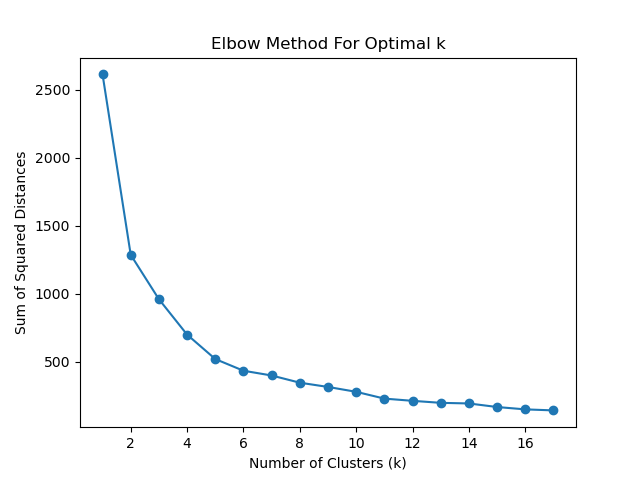 Elbow Method For Optimal k
Sum of Squared Distances
2500
2000
1500
1000
500
2 4 6 8 10 12 14 16
Number of Clusters (k)